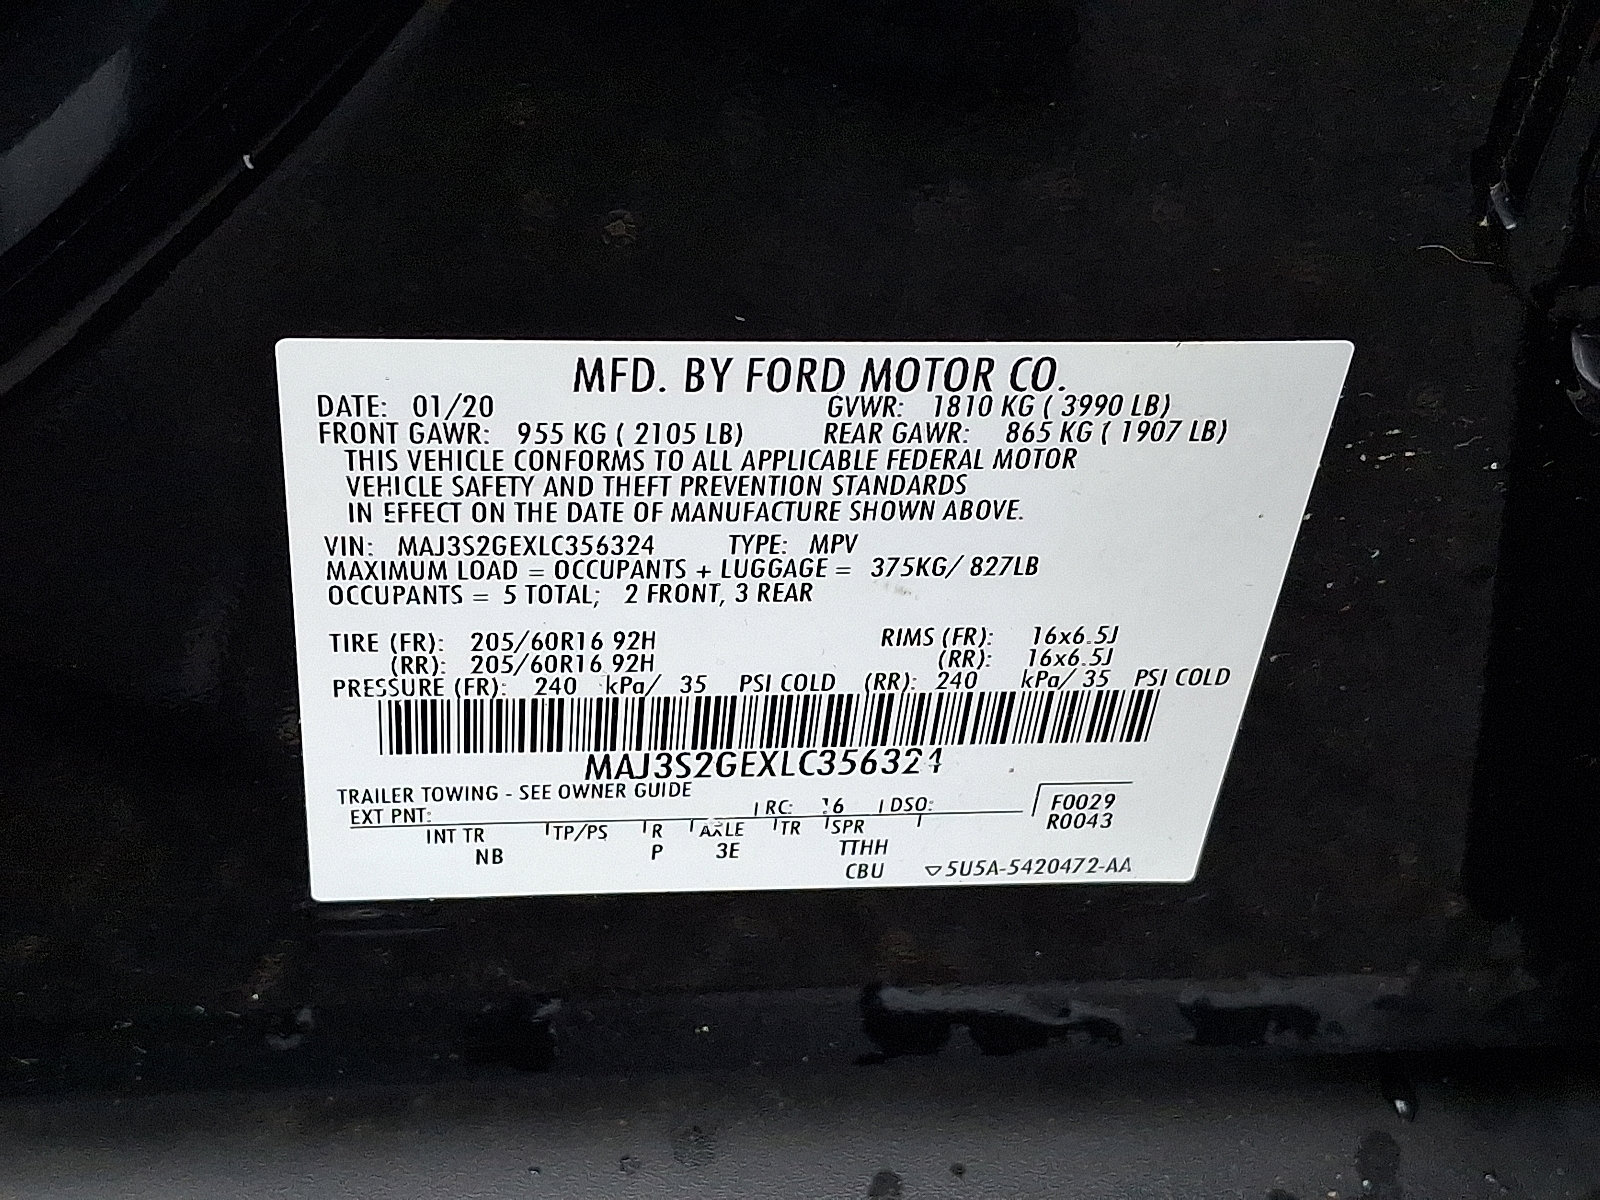 MFD. BY FORD MOTOR CO.
DATE: 01/20 GVWR: 1810 KG ( 3990 LB)
FRONT GAWR: 955 KG ( 2105 LB) REAR GAWR: 865 KG ( 1907 LB)
THIS VEHICLE CONFORMS TO ALL APPLICABLE FEDERAL MOTOR
VEHICLE SAFETY AND THEFT PREVENTION STANDARDS
IN EFFECT ON THE DATE OF MANUFACTURE SHOWN ABOVE.
VIN: MAJ3S2GEXLC356324 TYPE: MPV
MAXIMUM LOAD = OCCUPANTS + LUGGAGE = 375KG/ 827LB
OCCUPANTS = 5 TOTAL; 2 FRONT, 3 REAR
TIRE (FR): 205/60R16 92H RIMS (FR): 16x6.5J
(RR): 205/60R16 92H (RR): 16x6.5J
PRESSURE (FR): 240 kPa/ 35 PSI COLD (RR): 240 kPa/ 35 PSI COLD
MAJ3S2GEXLC356324
TRAILER TOWING - SEE OWNER GUIDE
EXT PNT: RC: 16 DSO: F0029
R0043
INT TR TP/PS R AXLE TR SPR
NB P 3E TTHH
CBU ▽5U5A-5420472-AA